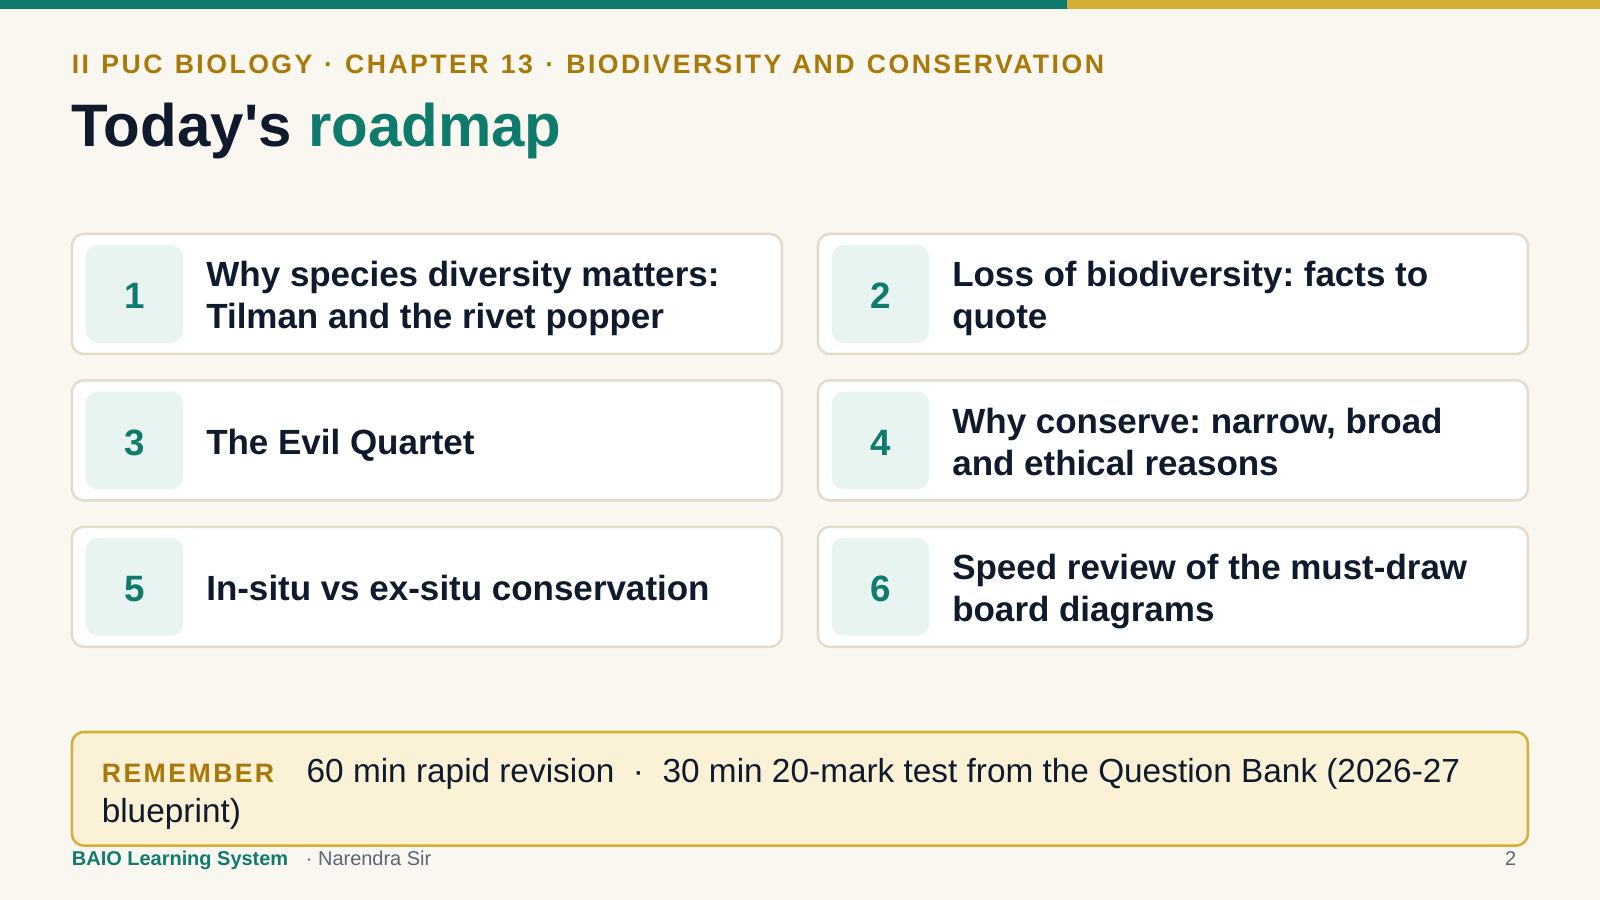 II PUC BIOLOGY · CHAPTER 13 · BIODIVERSITY AND CONSERVATION
Today's roadmap
1
Why species diversity matters:
Tilman and the rivet popper
2
Loss of biodiversity: facts to
quote
3
The Evil Quartet
4
Why conserve: narrow, broad
and ethical reasons
5
In-situ vs ex-situ conservation
6
Speed review of the must-draw
board diagrams
REMEMBER 60 min rapid revision · 30 min 20-mark test from the Question Bank (2026-27
blueprint)
BAIO Learning System · Narendra Sir
2